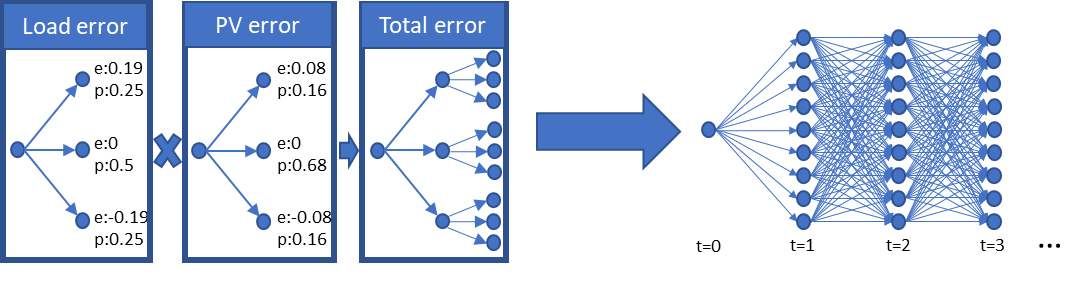 Load error
e:0.19
p:0.25
e:0
p:0.5
e:-0.19
p:0.25
PV error
e:0.08
p:0.16
e:0
p:0.68
e:-0.08
p:0.16
Total error
t=0
t=1
t=2
t=3
...